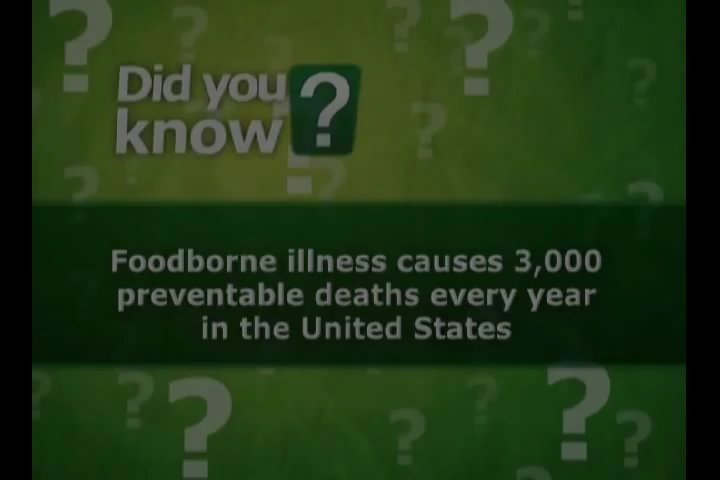 Did you
know ?
Foodborne illness causes 3,000
preventable deaths every year
in the United States